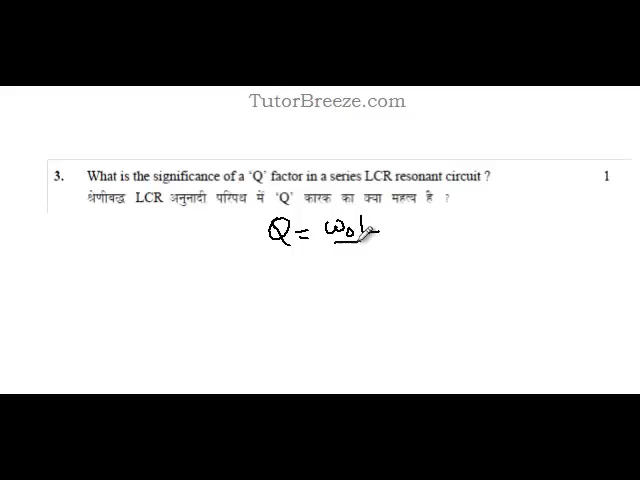 TutorBreeze.com
3. What is the significance of a ‘Q’ factor in a series LCR resonant circuit ? 1
श्रेणीबद्ध LCR अनुनादी परिपथ में ‘Q’ कारक का क्या महत्व है ?
Q = ω₀L